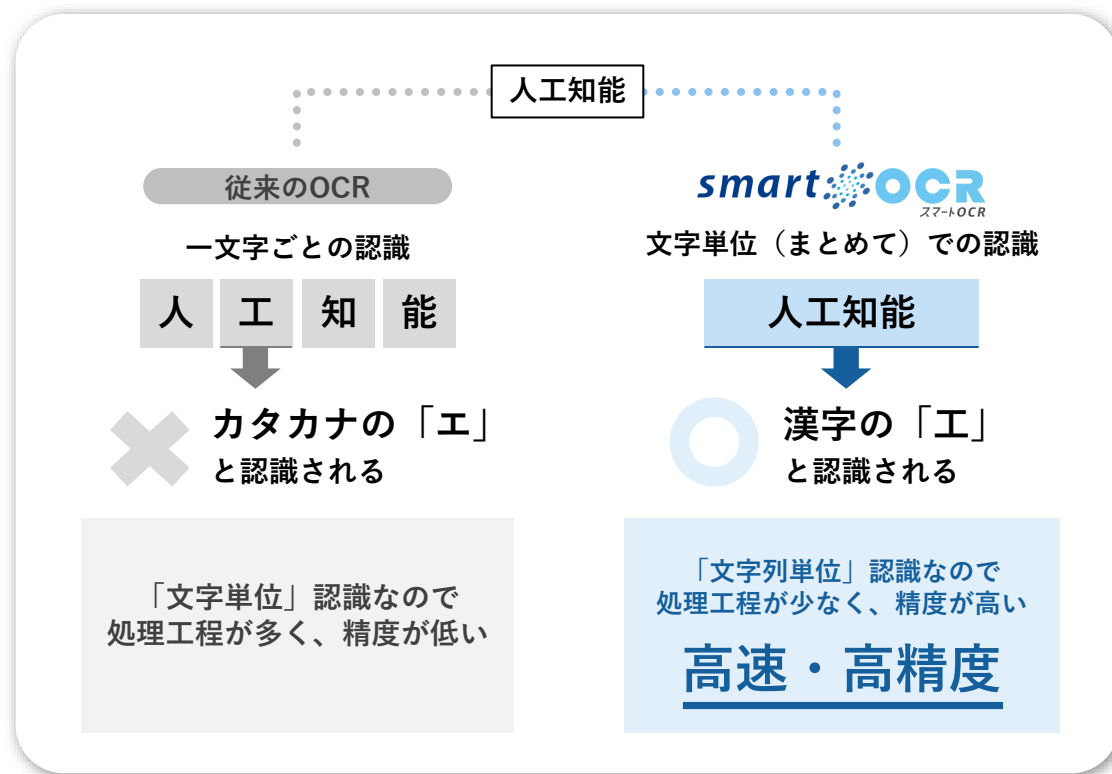 人工知能
従来のOCR
一文字ごとの認識
人 工 知 能
カタカナの「エ」
と認識される
「文字単位」認識なので
処理工程が多く、精度が低い
smart OCR
スマートOCR
文字単位（まとめて）での認識
人工知能
漢字の「工」
と認識される
「文字列単位」認識なので
処理工程が少なく、精度が高い
高速・高精度